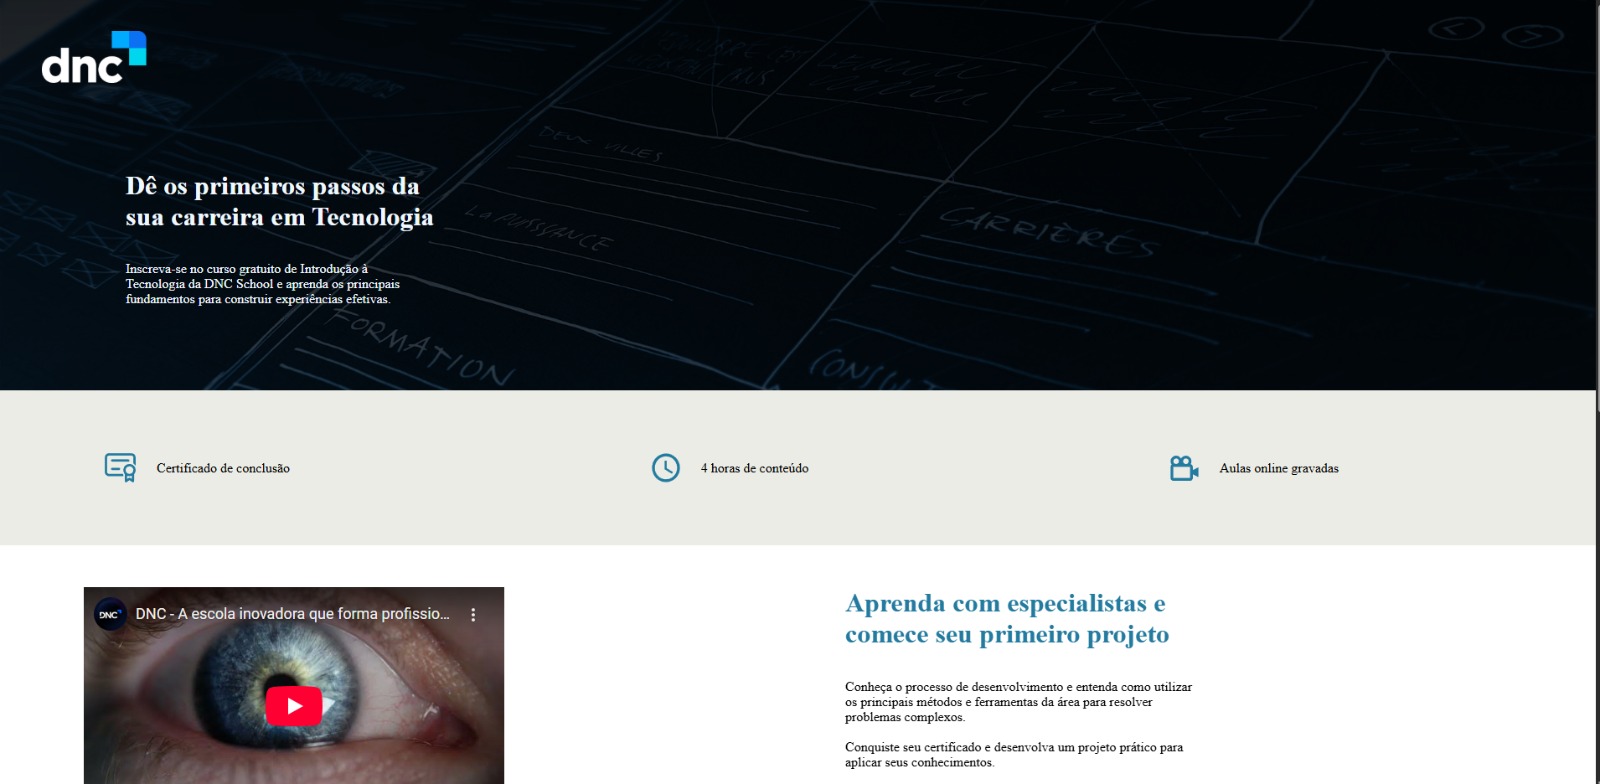 dnc
DEUX VILLES
LA PUISSANCE
CARRIÈRES
FORMATION
Dê os primeiros passos da
sua carreira em Tecnologia
Inscreva-se no curso gratuito de Introdução à
Tecnologia da DNC School e aprenda os principais
fundamentos para construir experiências efetivas.
Certificado de conclusão
4 horas de conteúdo
Aulas online gravadas
DNC
DNC - A escola inovadora que forma profissio...
Aprenda com especialistas e
comece seu primeiro projeto
Conheça o processo de desenvolvimento e entenda como utilizar
os principais métodos e ferramentas da área para resolver
problemas complexos.
Conquiste seu certificado e desenvolva um projeto prático para
aplicar seus conhecimentos.